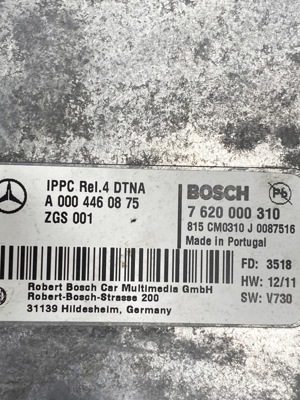 IPPC Rel.4 DTNA
A 000 446 08 75
ZGS 001
BOSCH
Pb
7 620 000 310
815 CM0310 J 0087516
Made in Portugal
FD: 3518
HW: 12/11
SW: V730
Robert Bosch Car Multimedia GmbH
Robert-Bosch-Strasse 200
31139 Hildesheim, Germany